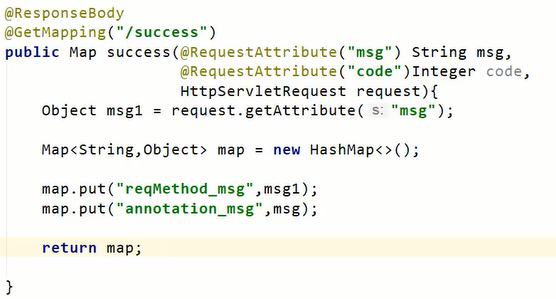 @ResponseBody
@GetMapping("/success")
public Map success(@RequestAttribute("msg") String msg,
@RequestAttribute("code")Integer code,
HttpServletRequest request){
Object msg1 = request.getAttribute( s: "msg");
Map<String,Object> map = new HashMap<>();
map.put("reqMethod_msg",msg1);
map.put("annotation_msg",msg);
return map;
}